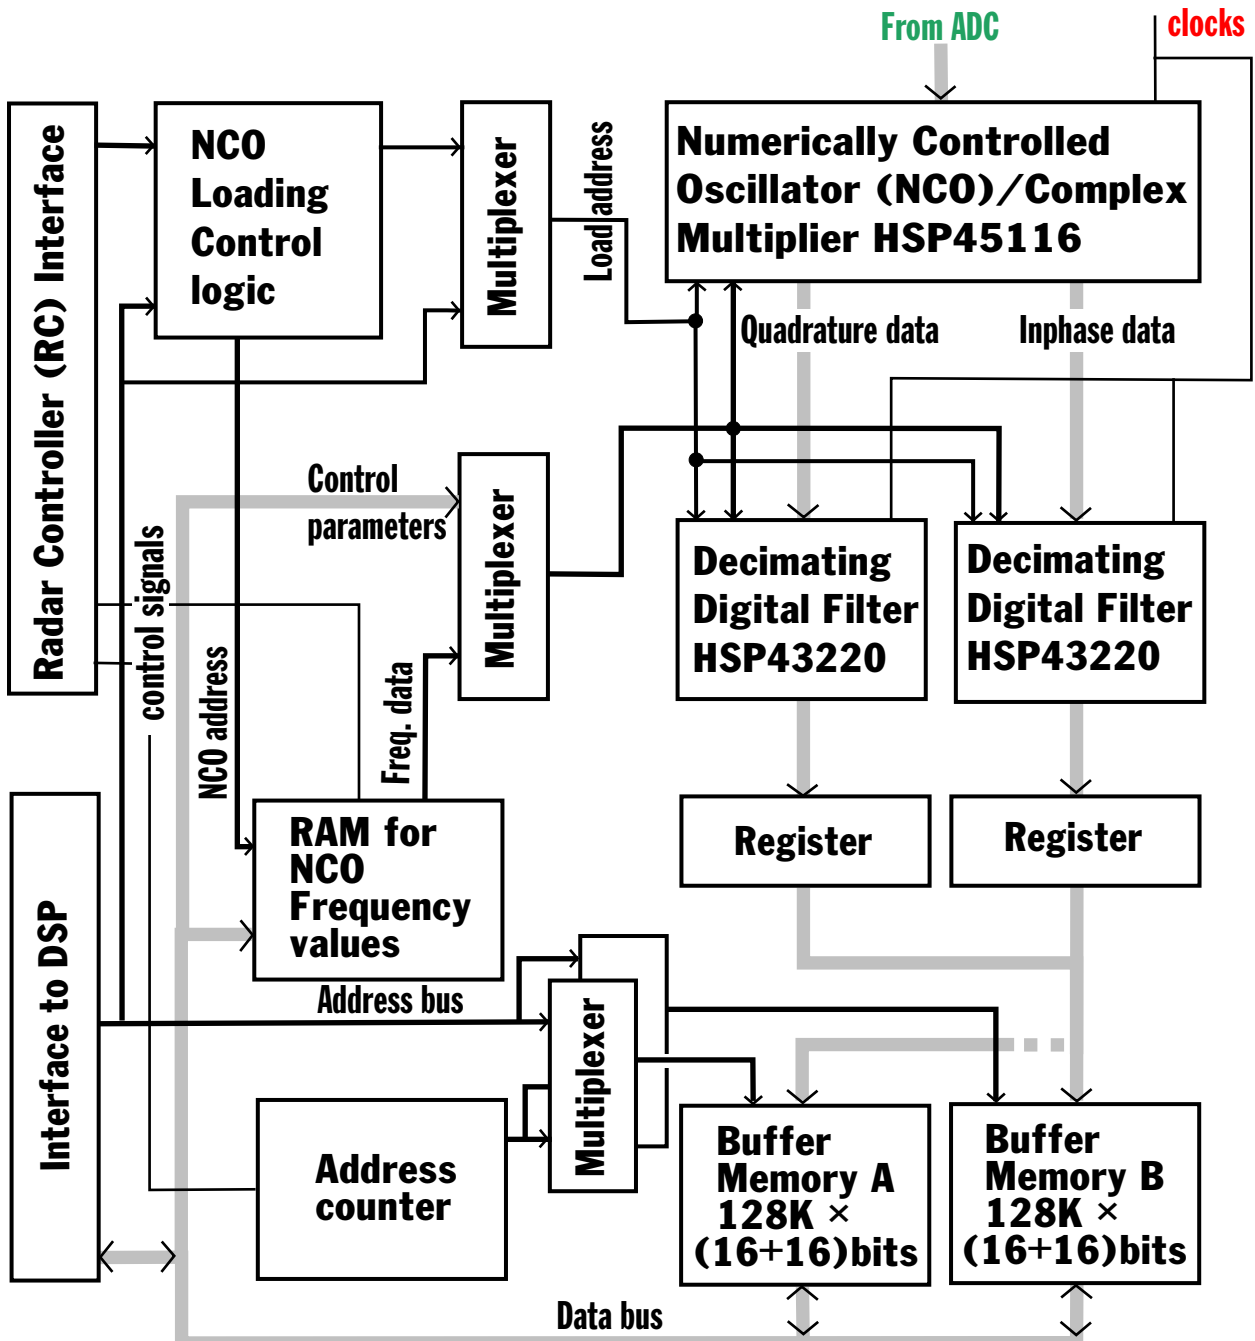 From ADC
clocks
Radar Controller (RC) Interface
NCO
Loading
Control
logic
Multiplexer
Load address
Numerically Controlled
Oscillator (NCO)/Complex
Multiplier HSP45116
Quadrature data
Inphase data
Control
parameters
Multiplexer
control signals
NCO address
Freq. data
Decimating
Digital Filter
HSP43220
Decimating
Digital Filter
HSP43220
Interface to DSP
RAM for
NCO
Frequency
values
Register
Register
Address bus
Multiplexer
Address
counter
Buffer
Memory A
128K ×
(16+16)bits
Buffer
Memory B
128K ×
(16+16)bits
Data bus